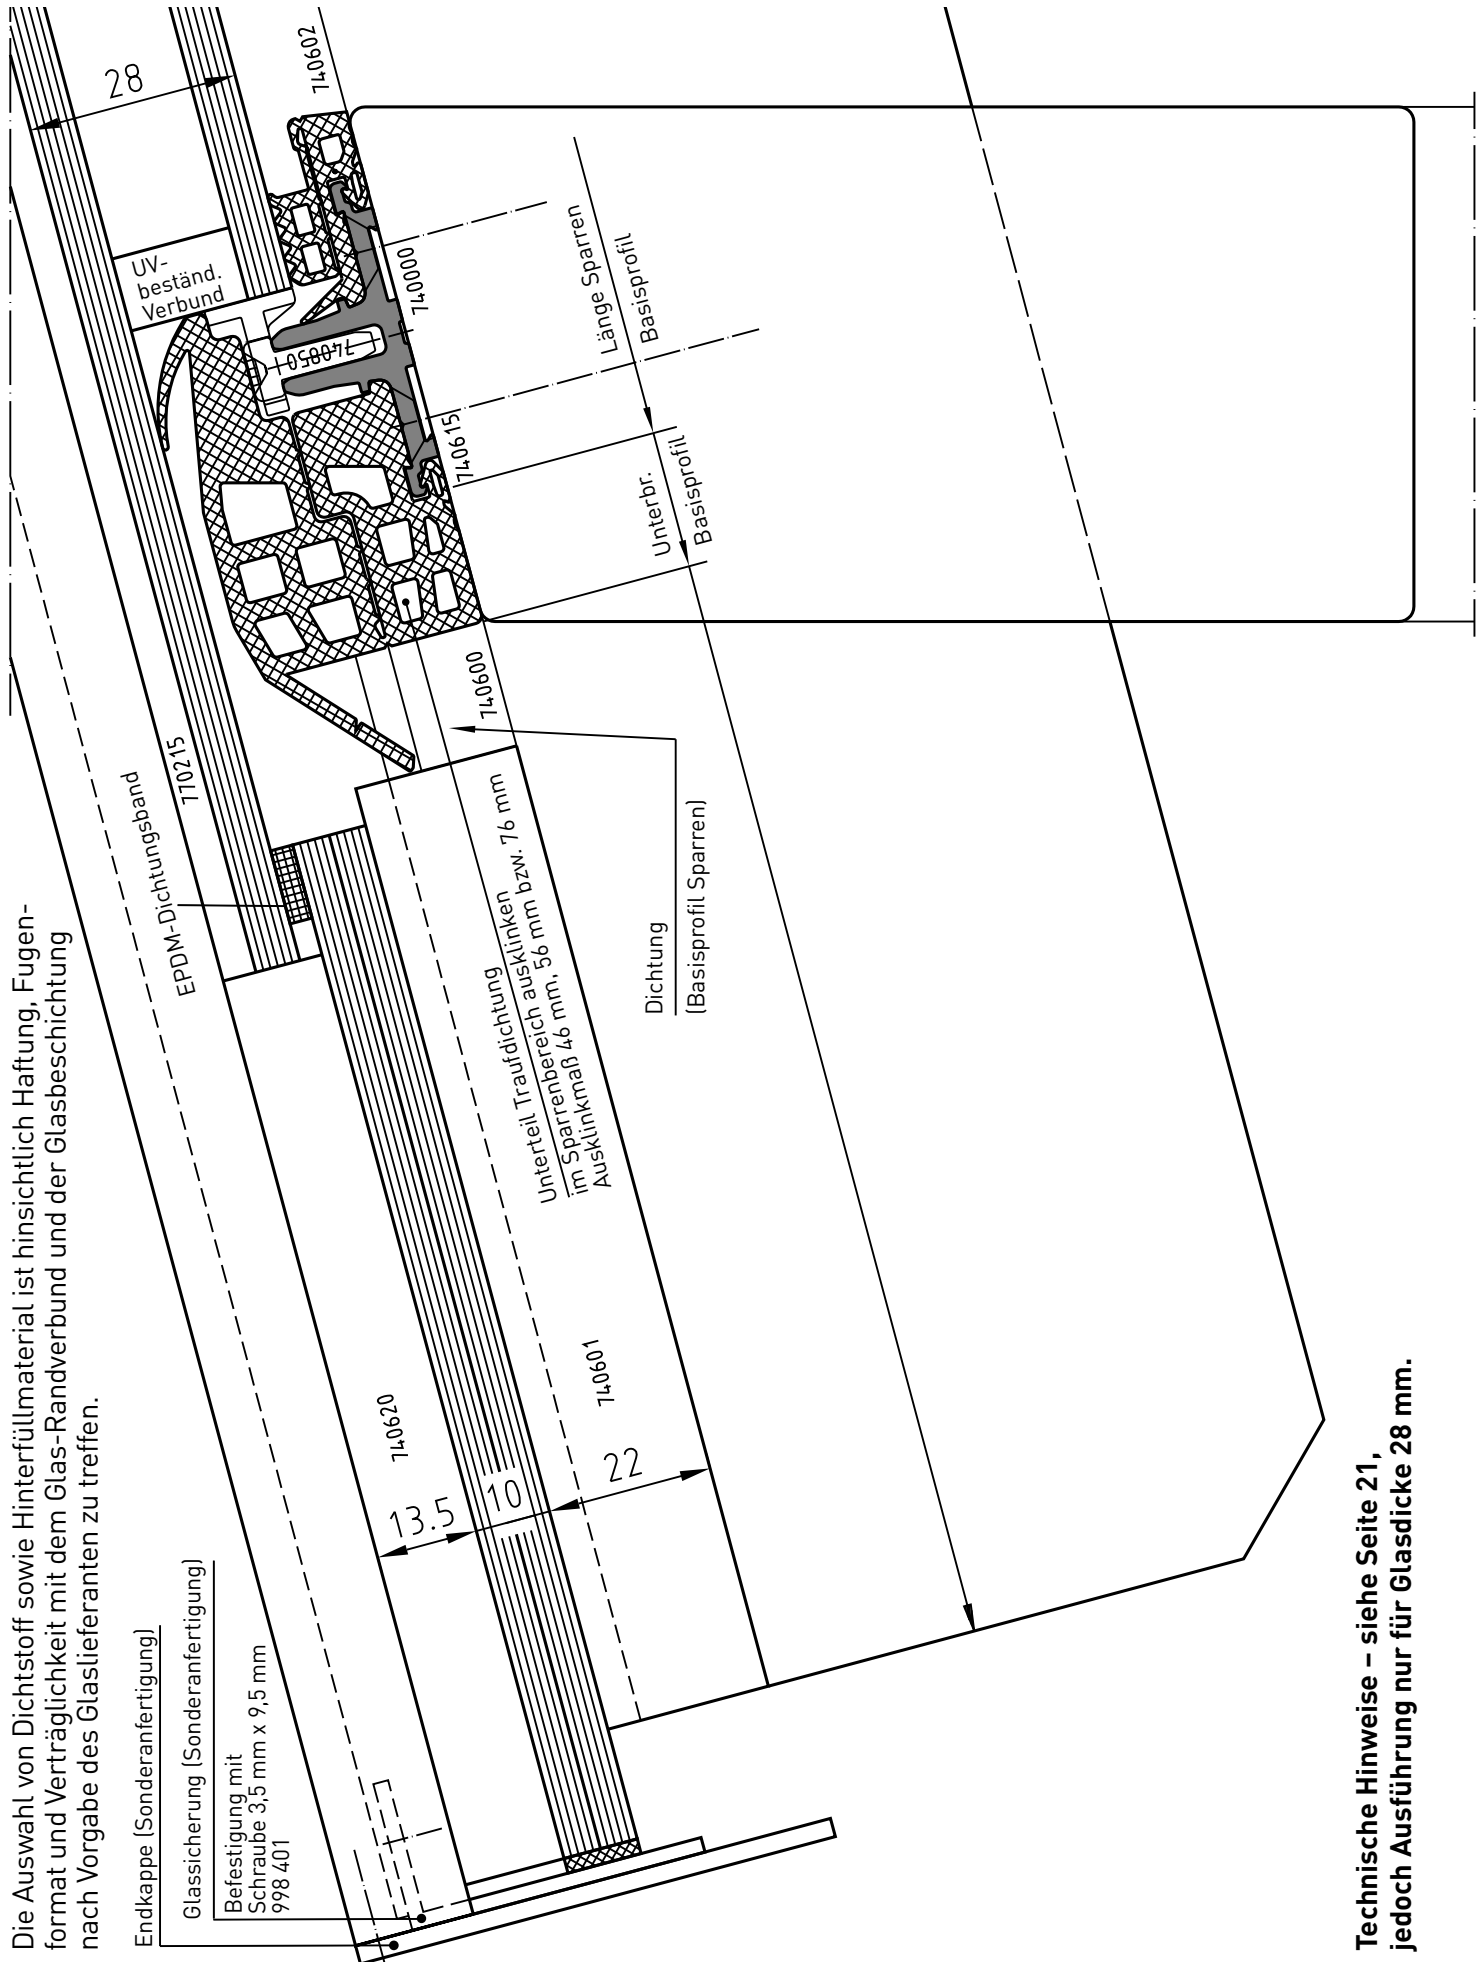 Die Auswahl von Dichtstoff sowie Hinterfüllmaterial ist hinsichtlich Haftung, Fugen-
format und Verträglichkeit mit dem Glas-Randverbund und der Glasbeschichtung
nach Vorgabe des Glaslieferanten zu treffen.
Endkappe (Sonderanfertigung)
Glassicherung (Sonderanfertigung)
Befestigung mit
Schraube 3,5 mm x 9,5 mm
998 401
EPDM-Dichtungsband
770215
28
UV-
beständ.
Verbund
740602
740850
740000
740615
740600
740620
13.5
10
22
740601
Unterteil Traufdichtung
im Sparrenbereich ausklinken
Ausklinkmaß 46 mm, 56 mm bzw. 76 mm
Länge Sparren
Basisprofil
Unterbr.
Basisprofil
Dichtung
(Basisprofil Sparren)
Technische Hinweise – siehe Seite 21,
jedoch Ausführung nur für Glasdicke 28 mm.